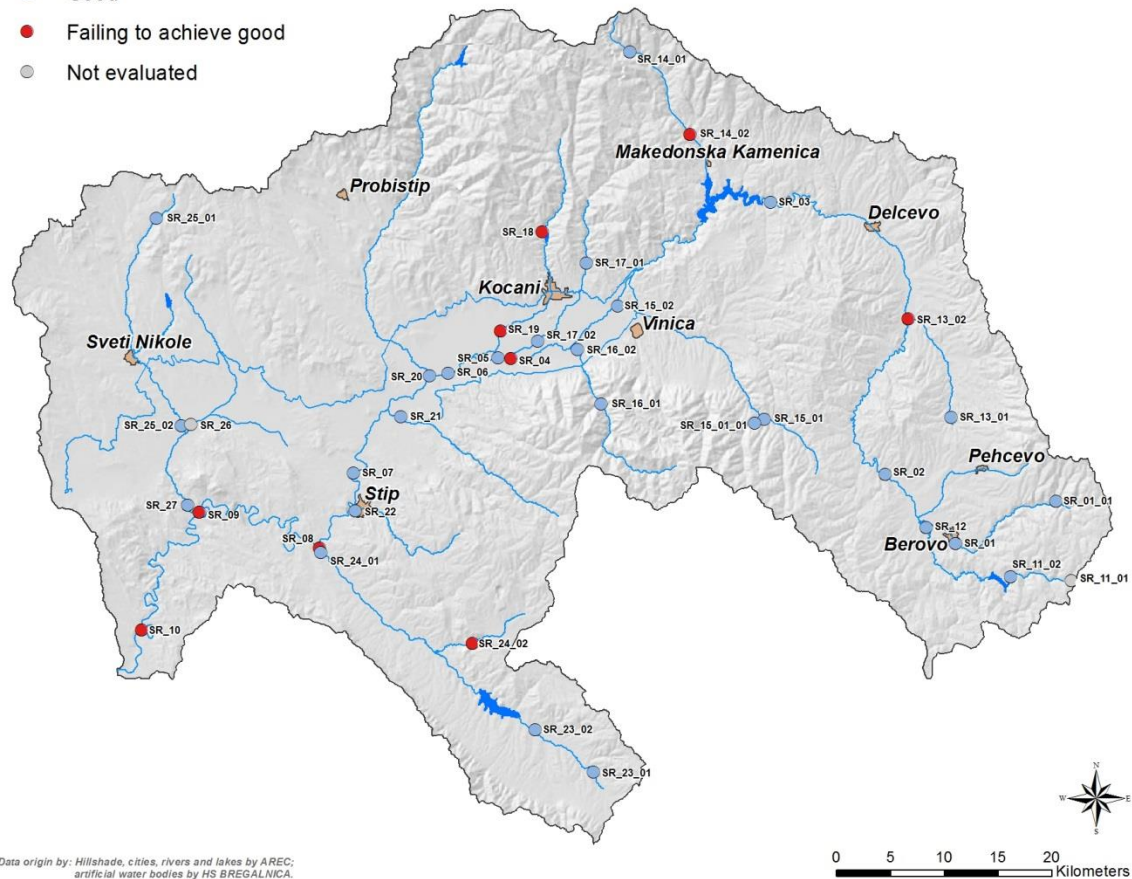 Failing to achieve good
Not evaluated
SR_14_01
SR_14_02
Makedonska Kamenica
Probistip
SR_03
SR_25_01
Delcevo
SR_18
SR_17_01
Kocani
SR_15_02
SR_13_02
Vinica
SR_19
SR_17_02
Sveti Nikole
SR_16_02
SR_05
SR_04
SR_20
SR_06
SR_16_01
SR_21
SR_15_01
SR_15_01_01
SR_13_01
SR_25_02
SR_26
Pehcevo
SR_07
SR_02
Stip
SR_01_01
SR_27
SR_09
SR_22
SR_12
SR_08
Berovo
SR_01
SR_24_01
SR_11_02
SR_11_01
SR_10
SR_24_02
SR_23_02
SR_23_01
N
W
E
S
Data origin by: Hillshade, cities, rivers and lakes by AREC;
artificial water bodies by HS BREGALNICA.
0 5 10 15 20
Kilometers